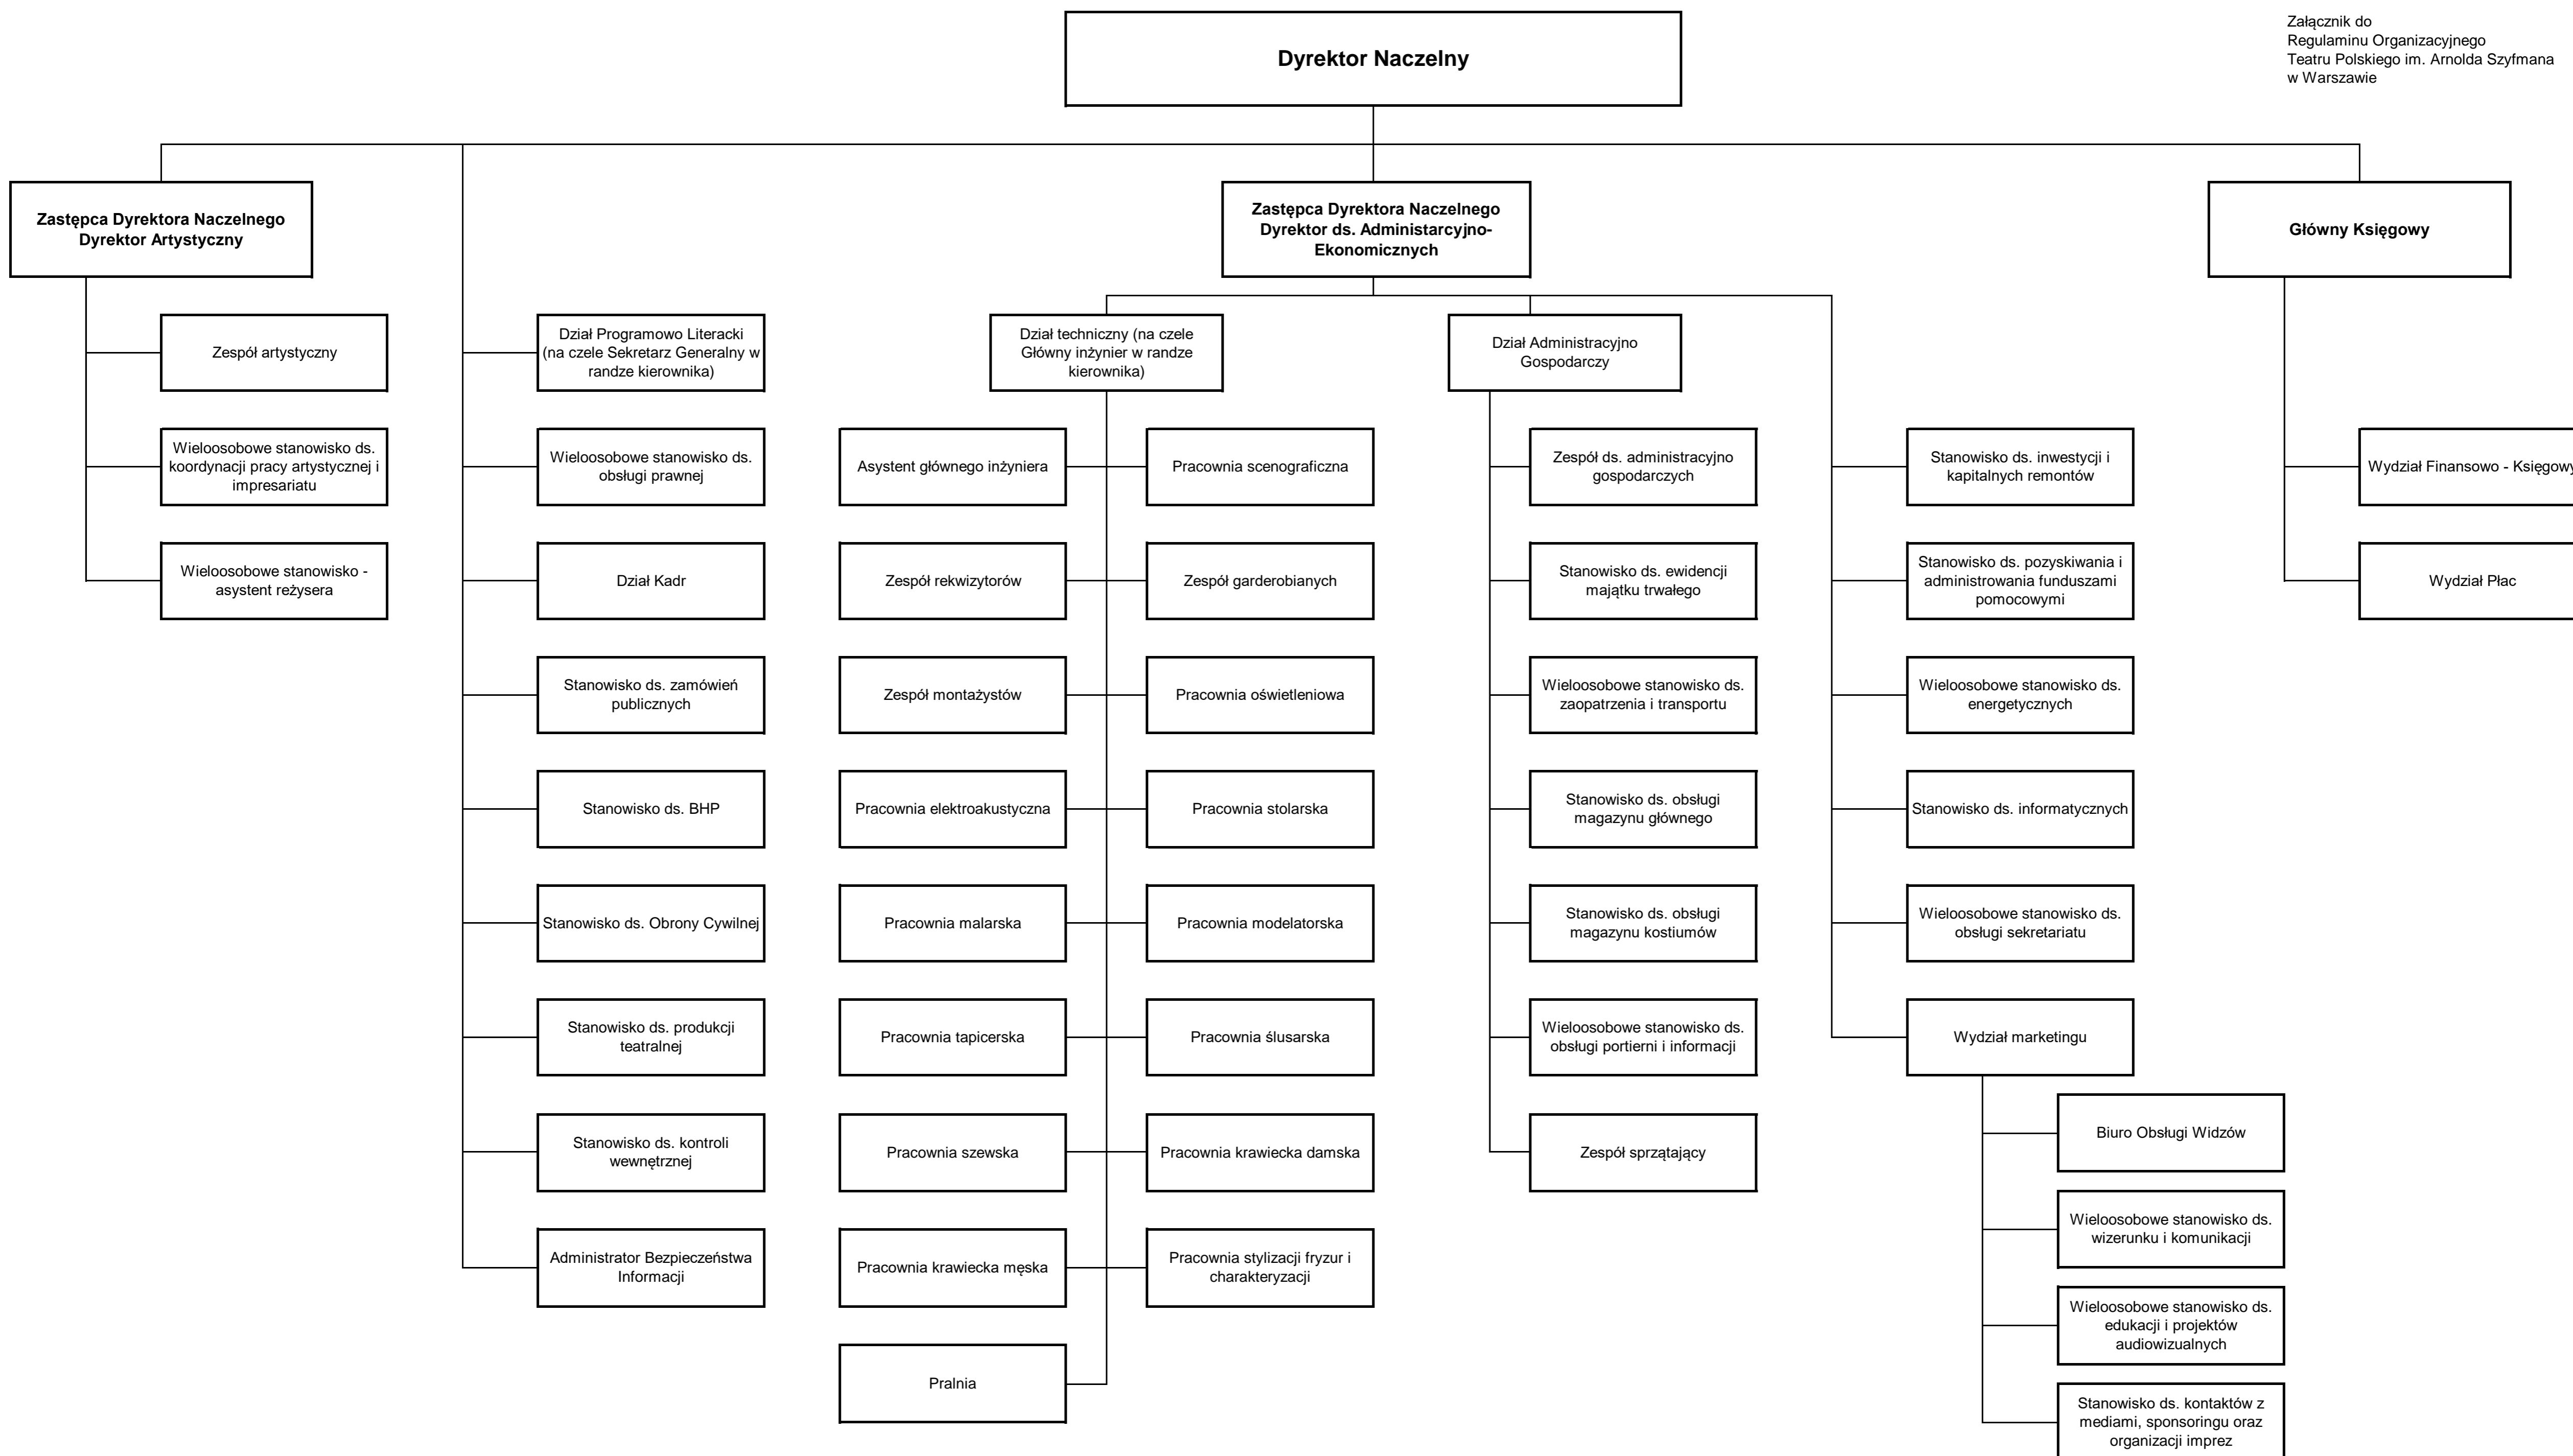 Załącznik do
Regulaminu Organizacyjnego
Teatru Polskiego im. Arnolda Szyfmana
w Warszawie
Dyrektor Naczelny
Zastępca Dyrektora Naczelnego
Dyrektor Artystyczny
Zastępca Dyrektora Naczelnego
Dyrektor ds. Administarcyjno-
Ekonomicznych
Główny Księgowy
Zespół artystyczny
Wieloosobowe stanowisko ds.
koordynacji pracy artystycznej i
impresariatu
Wieloosobowe stanowisko -
asystent reżysera
Dział Programowo Literacki
(na czele Sekretarz Generalny w
randze kierownika)
Wieloosobowe stanowisko ds.
obsługi prawnej
Dział Kadr
Stanowisko ds. zamówień
publicznych
Stanowisko ds. BHP
Stanowisko ds. Obrony Cywilnej
Stanowisko ds. produkcji
teatralnej
Stanowisko ds. kontroli
wewnętrznej
Administrator Bezpieczeństwa
Informacji
Dział techniczny (na czele
Główny inżynier w randze
kierownika)
Asystent głównego inżyniera
Pracownia scenograficzna
Zespół rekwizytorów
Zespół garderobianych
Zespół montażystów
Pracownia oświetleniowa
Pracownia elektroakustyczna
Pracownia stolarska
Pracownia malarska
Pracownia modelatorska
Pracownia tapicerska
Pracownia ślusarska
Pracownia szewska
Pracownia krawiecka damska
Pracownia krawiecka męska
Pracownia stylizacji fryzur i
charakteryzacji
Pralnia
Dział Administracyjno
Gospodarczy
Zespół ds. administracyjno
gospodarczych
Stanowisko ds. ewidencji
majątku trwałego
Wieloosobowe stanowisko ds.
zaopatrzenia i transportu
Stanowisko ds. obsługi
magazynu głównego
Stanowisko ds. obsługi
magazynu kostiumów
Wieloosobowe stanowisko ds.
obsługi portierni i informacji
Zespół sprzątający
Stanowisko ds. inwestycji i
kapitalnych remontów
Stanowisko ds. pozyskiwania i
administrowania funduszami
pomocowymi
Wieloosobowe stanowisko ds.
energetycznych
Stanowisko ds. informatycznych
Wieloosobowe stanowisko ds.
obsługi sekretariatu
Wydział marketingu
Biuro Obsługi Widzów
Wieloosobowe stanowisko ds.
wizerunku i komunikacji
Wieloosobowe stanowisko ds.
edukacji i projektów
audiowizualnych
Stanowisko ds. kontaktów z
mediami, sponsoringu oraz
organizacji imprez
Wydział Finansowo - Księgowy
Wydział Płac